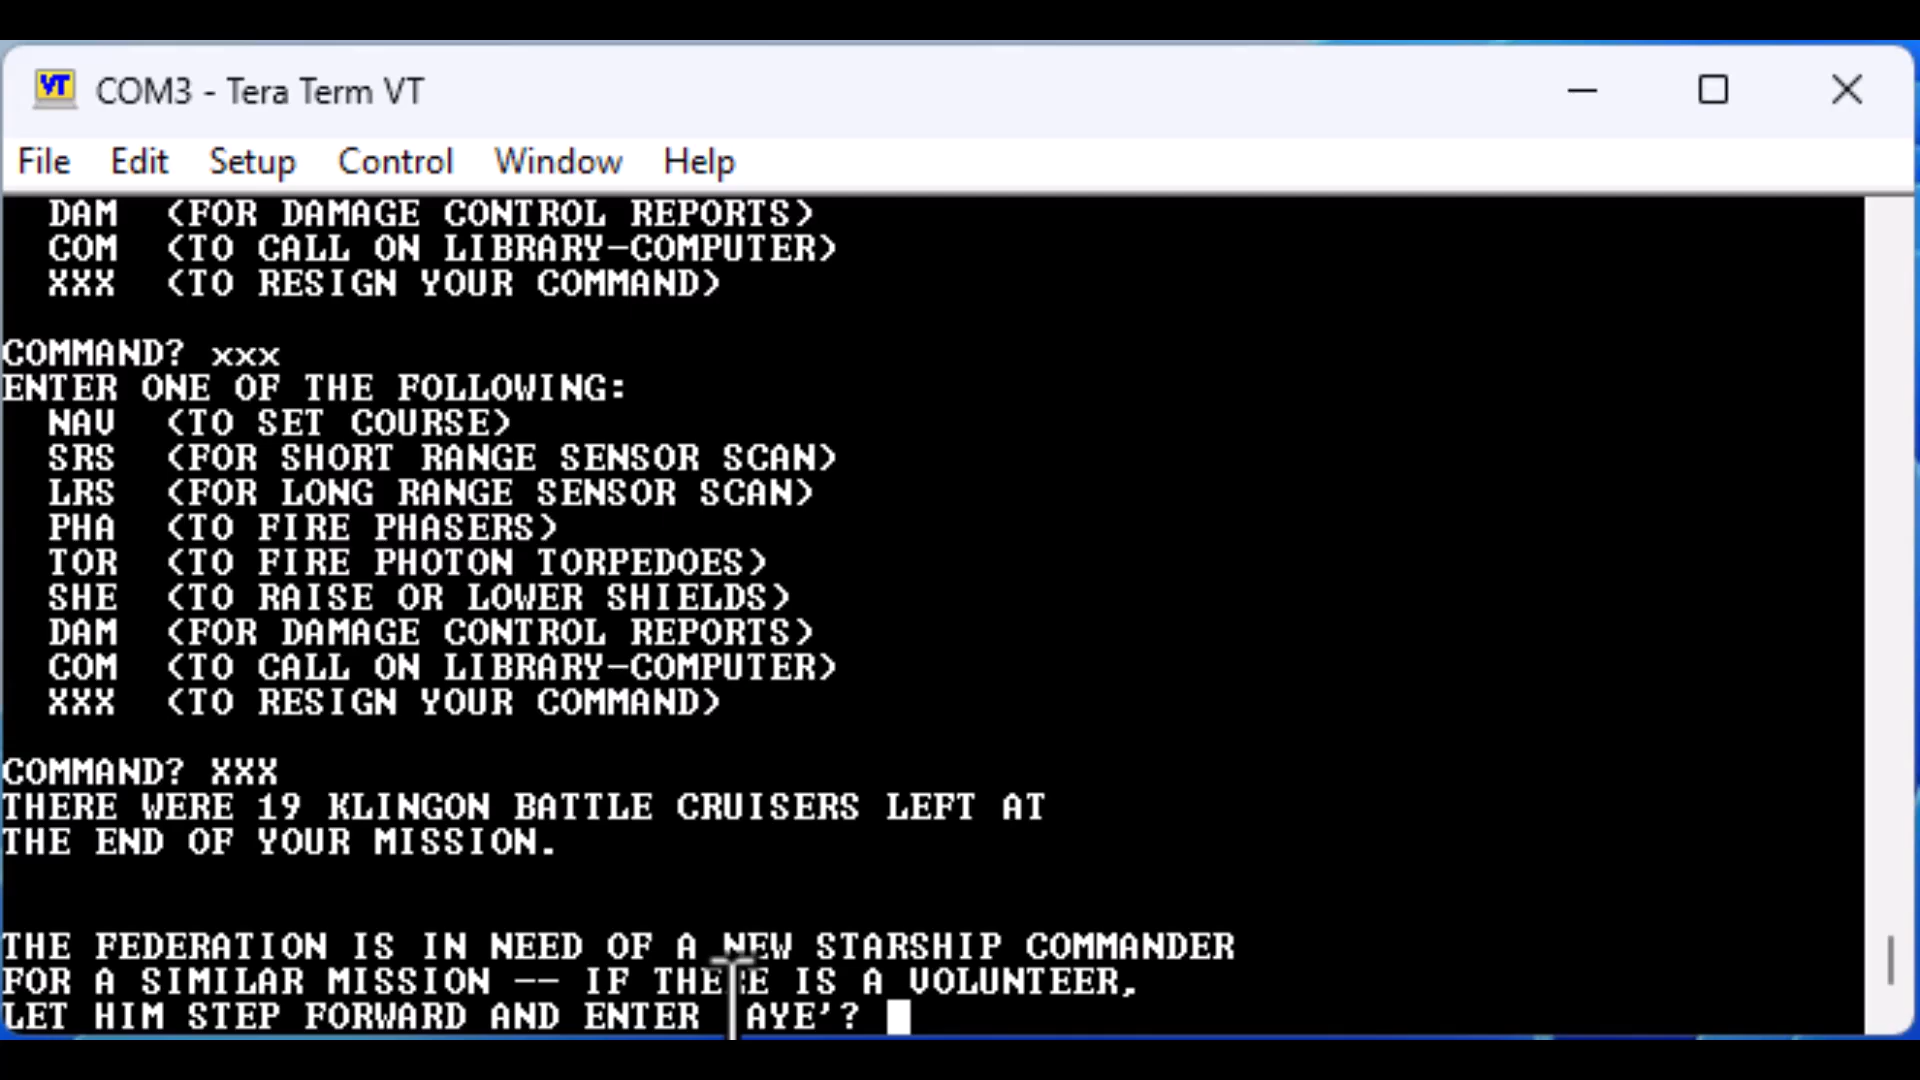 VT COM3 - Tera Term VT
File Edit Setup Control Window Help
DAM (FOR DAMAGE CONTROL REPORTS)
COM (TO CALL ON LIBRARY-COMPUTER)
XXX (TO RESIGN YOUR COMMAND)
COMMAND? xxx
ENTER ONE OF THE FOLLOWING:
NAV (TO SET COURSE)
SRS (FOR SHORT RANGE SENSOR SCAN)
LRS (FOR LONG RANGE SENSOR SCAN)
PHA (TO FIRE PHASERS)
TOR (TO FIRE PHOTON TORPEDOES)
SHE (TO RAISE OR LOWER SHIELDS)
DAM (FOR DAMAGE CONTROL REPORTS)
COM (TO CALL ON LIBRARY-COMPUTER)
XXX (TO RESIGN YOUR COMMAND)
COMMAND? XXX
THERE WERE 19 KLINGON BATTLE CRUISERS LEFT AT
THE END OF YOUR MISSION.
THE FEDERATION IS IN NEED OF A NEW STARSHIP COMMANDER
FOR A SIMILAR MISSION -- IF THERE IS A VOLUNTEER,
LET HIM STEP FORWARD AND ENTER 'AYE'?